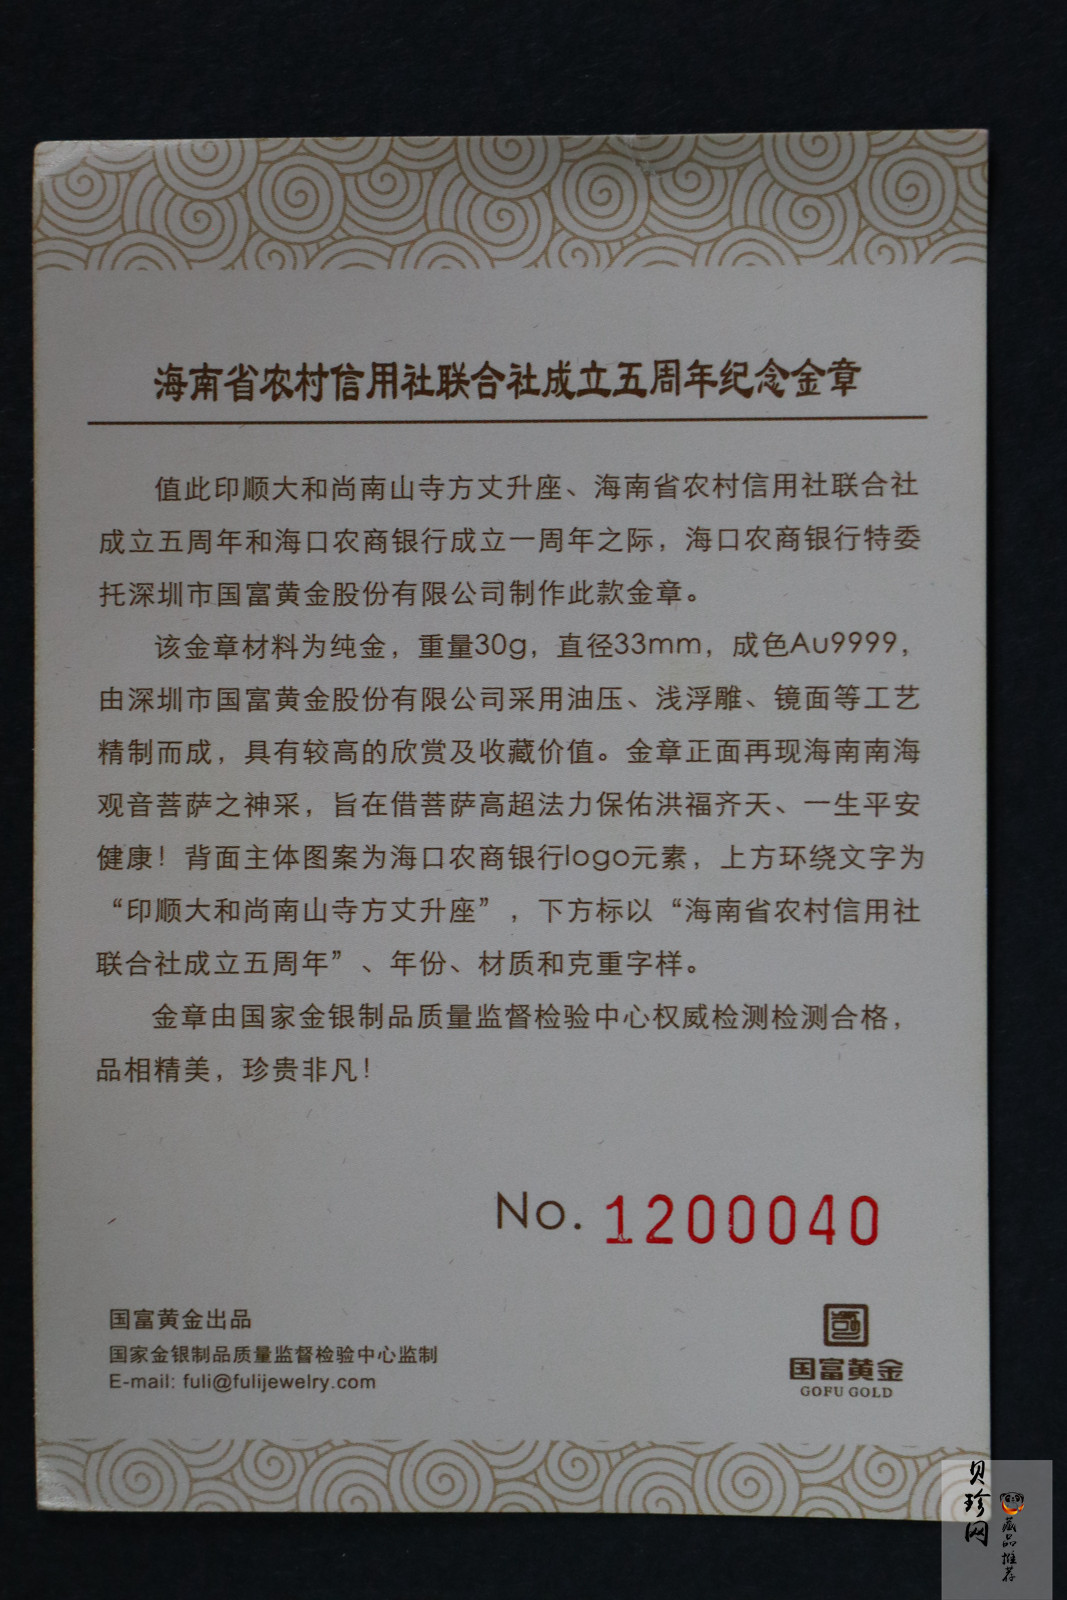 海南省农村信用社联合社成立五周年纪念金章
值此印顺大和尚南山寺方丈升座、海南省农村信用社联合社
成立五周年和海口农商银行成立一周年之际，海口农商银行特委
托深圳市国富黄金股份有限公司制作此款金章。
该金章材料为纯金，重量30g，直径33mm，成色Au9999，
由深圳市国富黄金股份有限公司采用油压、浅浮雕、镜面等工艺
精制而成，具有较高的欣赏及收藏价值。金章正面再现海南南海
观音菩萨之神采，旨在借菩萨高超法力保佑洪福齐天、一生平安
健康！背面主体图案为海口农商银行logo元素，上方环绕文字为
“印顺大和尚南山寺方丈升座”，下方标以“海南省农村信用社
联合社成立五周年”、年份、材质和克重字样。
金章由国家金银制品质量监督检验中心权威检测检测合格，
品相精美，珍贵非凡！
No. 1200040
国富黄金出品
国家金银制品质量监督检验中心监制
E-mail: fuli@fulijewelry.com
国富黄金
GOFU GOLD
贝珍网
藏品推荐